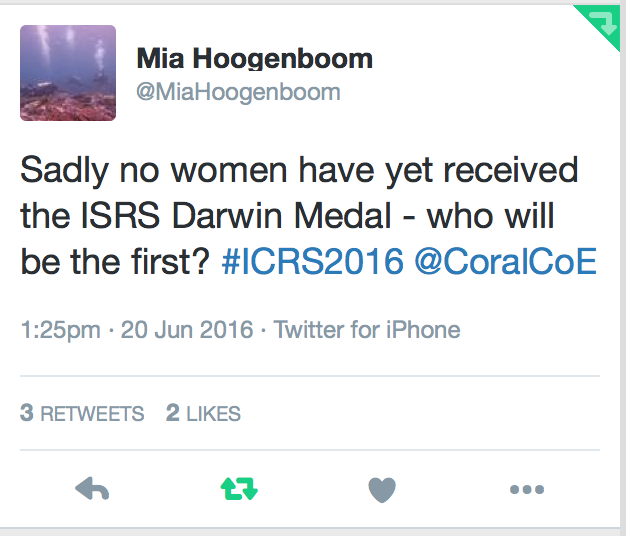 Mia Hoogenboom
@MiaHoogenboom
Sadly no women have yet received
the ISRS Darwin Medal - who will
be the first? #ICRS2016 @CoralCoE
1:25pm · 20 Jun 2016 · Twitter for iPhone
3 RETWEETS 2 LIKES